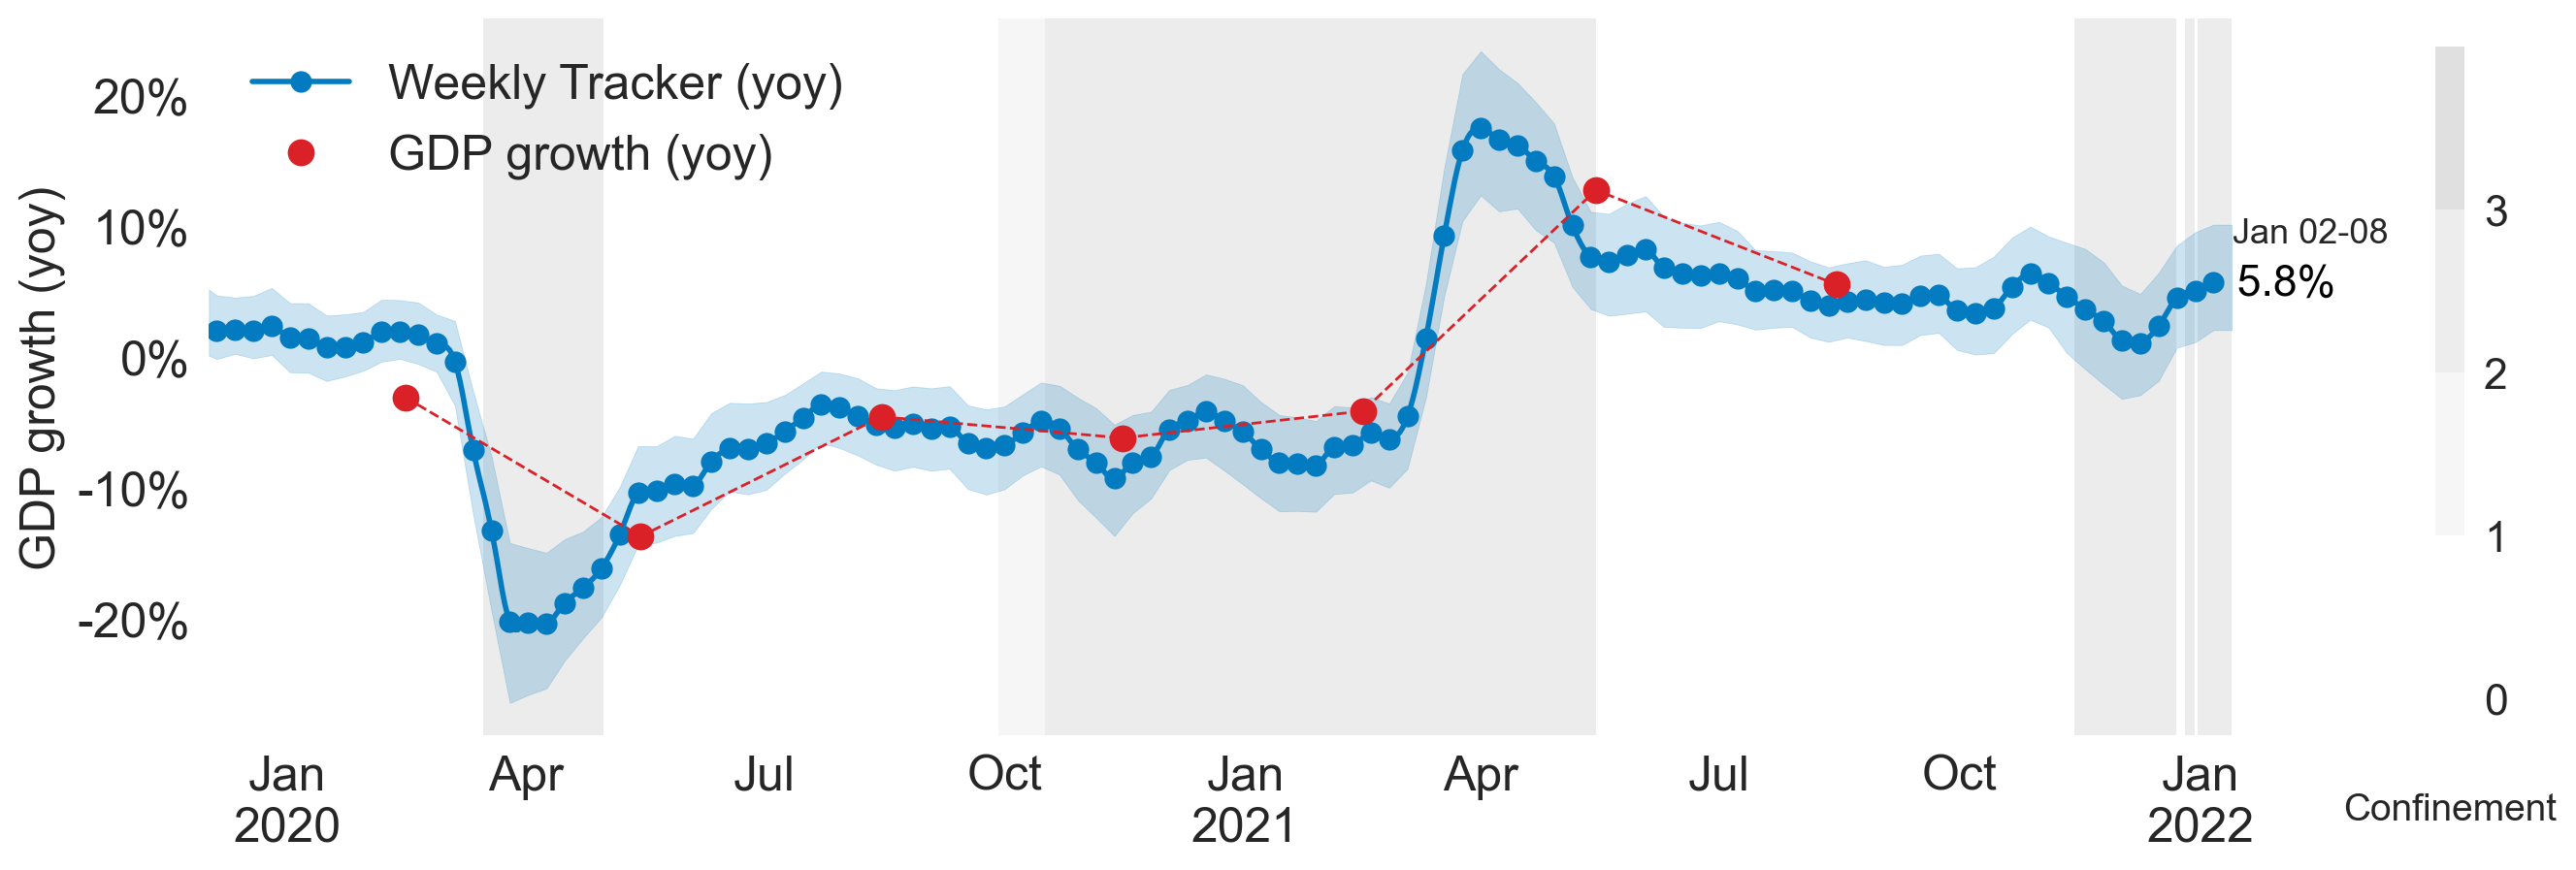 Weekly Tracker (yoy)
GDP growth (yoy)
GDP growth (yoy)
20%
10%
0%
-10%
-20%
Jan 02-08
5.8%
3
2
1
0
Jan Apr Jul Oct Jan Apr Jul Oct Jan
2020 2021 2022
Confinement